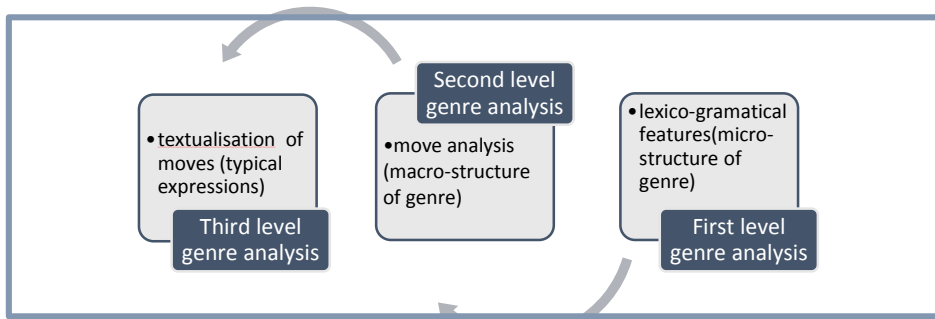 •textualisation of
moves (typical
expressions)
Third level
genre analysis
Second level
genre analysis
•move analysis
(macro-structure
of genre)
•lexico-gramatical
features(micro-
structure of
genre)
First level
genre analysis